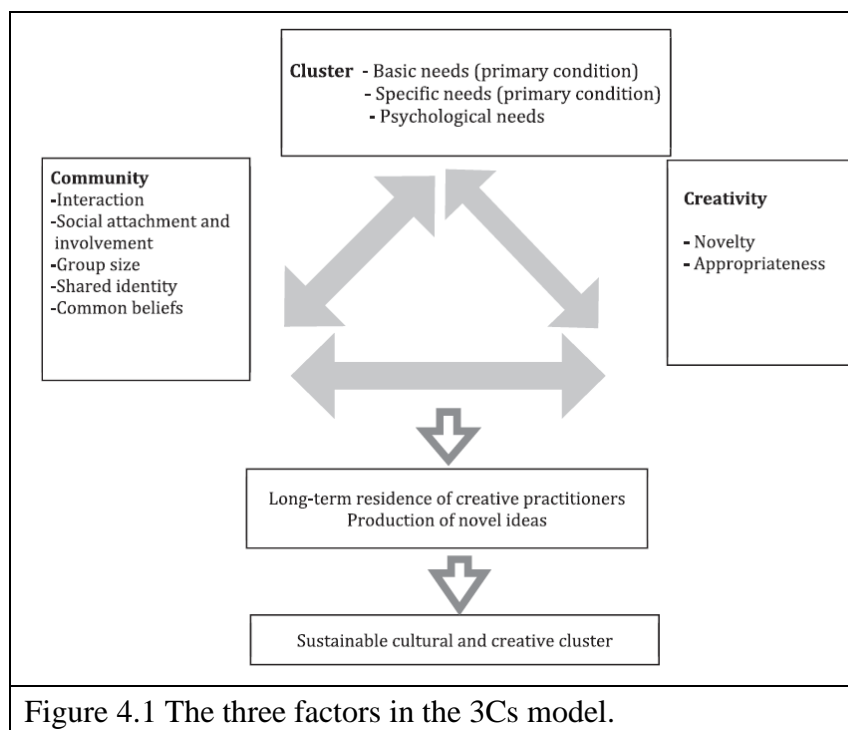 Cluster - Basic needs (primary condition)
- Specific needs (primary condition)
- Psychological needs
Community
-Interaction
-Social attachment and
involvement
-Group size
-Shared identity
-Common beliefs
Creativity
- Novelty
- Appropriateness
Long-term residence of creative practitioners
Production of novel ideas
Sustainable cultural and creative cluster
Figure 4.1 The three factors in the 3Cs model.